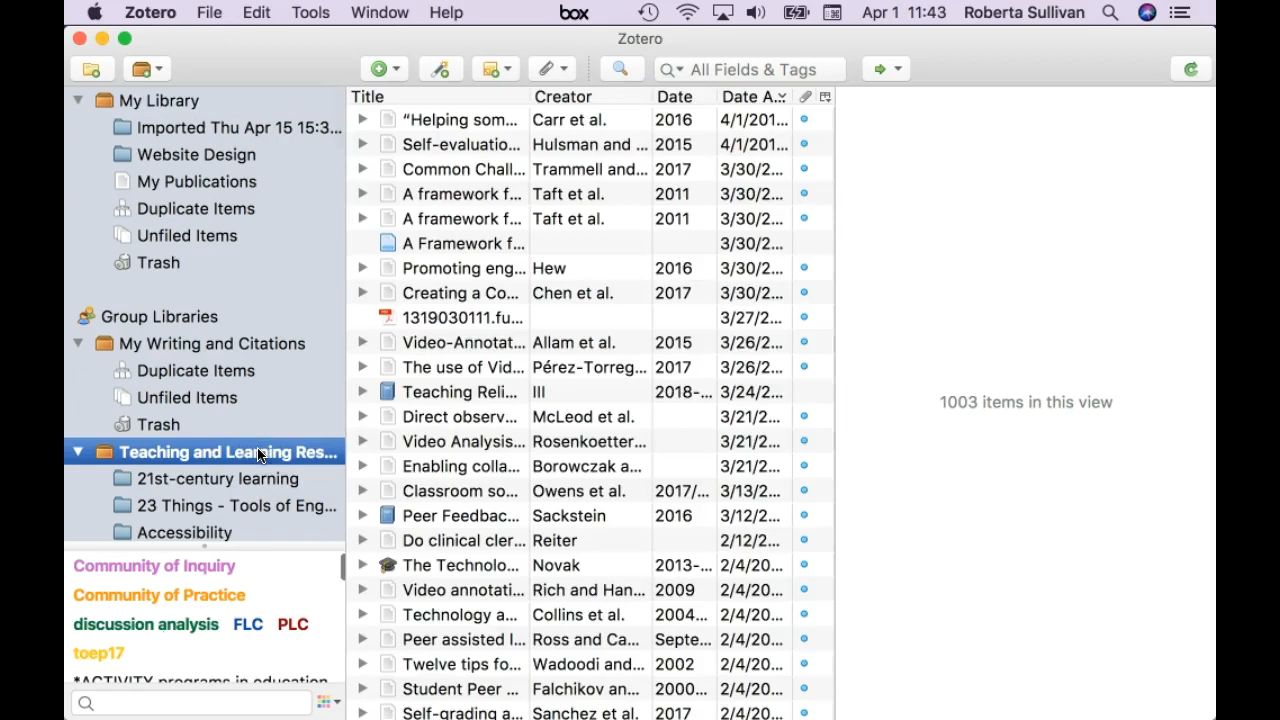 Zotero File Edit Tools Window Help box Apr 1 11:43 Roberta Sullivan
Zotero
All Fields & Tags
My Library
Imported Thu Apr 15 15:3...
Website Design
My Publications
Duplicate Items
Unfiled Items
Trash
Group Libraries
My Writing and Citations
Duplicate Items
Unfiled Items
Trash
Teaching and Learning Res...
21st-century learning
23 Things - Tools of Eng...
Accessibility
Community of Inquiry
Community of Practice
discussion analysis FLC PLC
toep17
*ACTIVITY programs in education
Title Creator Date Date A...
“Helping som... Carr et al. 2016 4/1/201...
Self-evaluatio... Hulsman and ... 2015 4/1/201...
Common Chall... Trammell and... 2017 3/30/2...
A framework f... Taft et al. 2011 3/30/2...
A framework f... Taft et al. 2011 3/30/2...
A Framework f... 3/30/2...
Promoting eng... Hew 2016 3/30/2...
Creating a Co... Chen et al. 2017 3/30/2...
1319030111.fu... 3/27/2...
Video-Annotat... Allam et al. 2015 3/26/2...
The use of Vid... Pérez-Torreg... 2017 3/26/2...
Teaching Reli... III 2018-... 3/24/2...
Direct observ... McLeod et al. 3/21/2...
Video Analysis... Rosenkoetter... 3/21/2...
Enabling colla... Borowczak a... 3/21/2...
Classroom so... Owens et al. 2017/... 3/13/2...
Peer Feedbac... Sackstein 2016 3/12/2...
Do clinical cler... Reiter 2/12/2...
The Technolo... Novak 2013-... 2/4/20...
Video annotati... Rich and Han... 2009 2/4/20...
Technology a... Collins et al. 2004... 2/4/20...
Peer assisted l... Ross and Ca... Septe... 2/4/20...
Twelve tips fo... Wadoodi and... 2002 2/4/20...
Student Peer ... Falchikov an... 2000... 2/4/20...
Self-grading a... Sanchez et al. 2017 2/4/20...
1003 items in this view